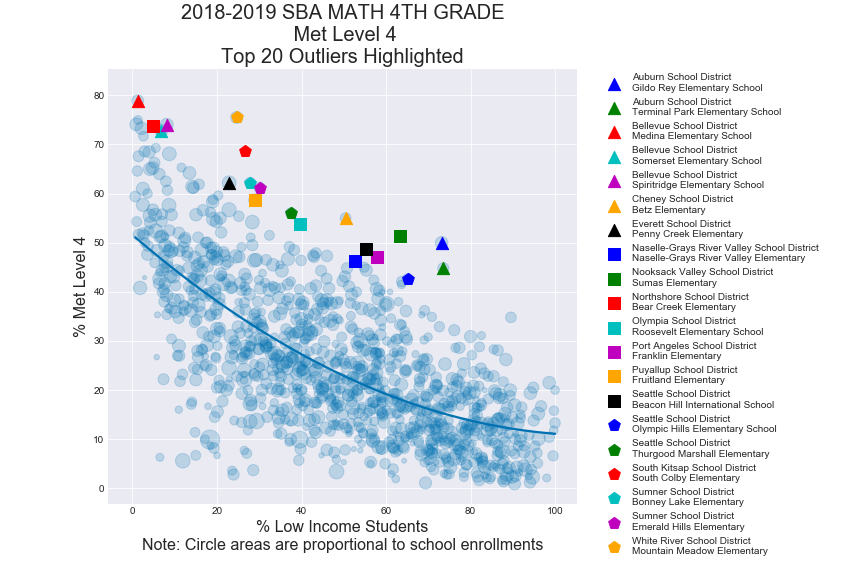 2018-2019 SBA MATH 4TH GRADE
Met Level 4
Top 20 Outliers Highlighted
% Met Level 4
80
70
60
50
40
30
20
10
0
0
20
40
60
80
100
% Low Income Students
Note: Circle areas are proportional to school enrollments
Auburn School District
Gildo Rey Elementary School
Auburn School District
Terminal Park Elementary School
Bellevue School District
Medina Elementary School
Bellevue School District
Somerset Elementary School
Bellevue School District
Spiritridge Elementary School
Cheney School District
Betz Elementary
Everett School District
Penny Creek Elementary
Naselle-Grays River Valley School District
Naselle-Grays River Valley Elementary
Nooksack Valley School District
Sumas Elementary
Northshore School District
Bear Creek Elementary
Olympia School District
Roosevelt Elementary School
Port Angeles School District
Franklin Elementary
Puyallup School District
Fruitland Elementary
Seattle School District
Beacon Hill International School
Seattle School District
Olympic Hills Elementary School
Seattle School District
Thurgood Marshall Elementary
South Kitsap School District
South Colby Elementary
Sumner School District
Bonney Lake Elementary
Sumner School District
Emerald Hills Elementary
White River School District
Mountain Meadow Elementary